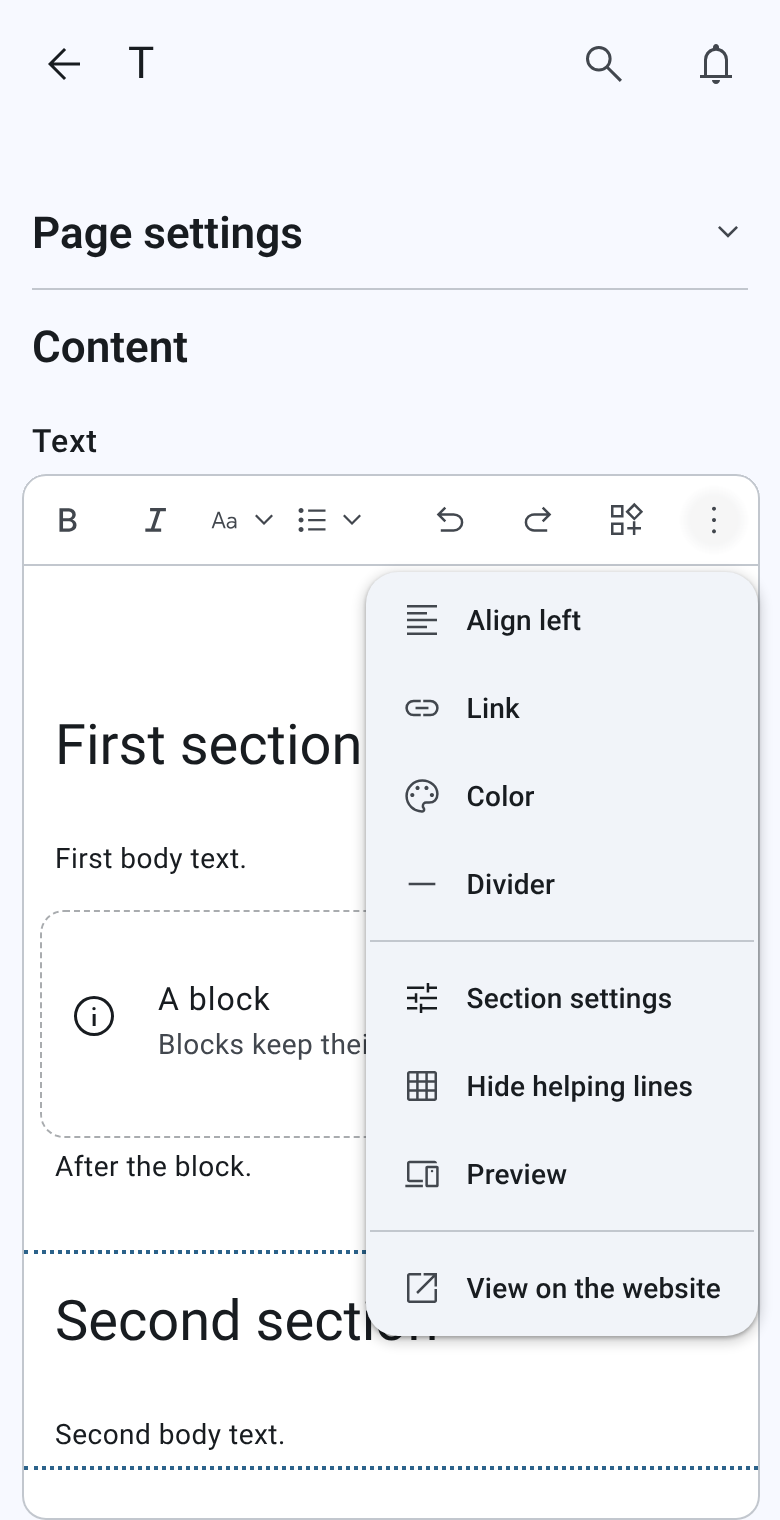 T
Page settings
Content
Text
B I Aa
Align left
Link
First section
Color
First body text.
Divider
A block
Section settings
Blocks keep thei
Hide helping lines
After the block.
Preview
View on the website
Second section
Second body text.